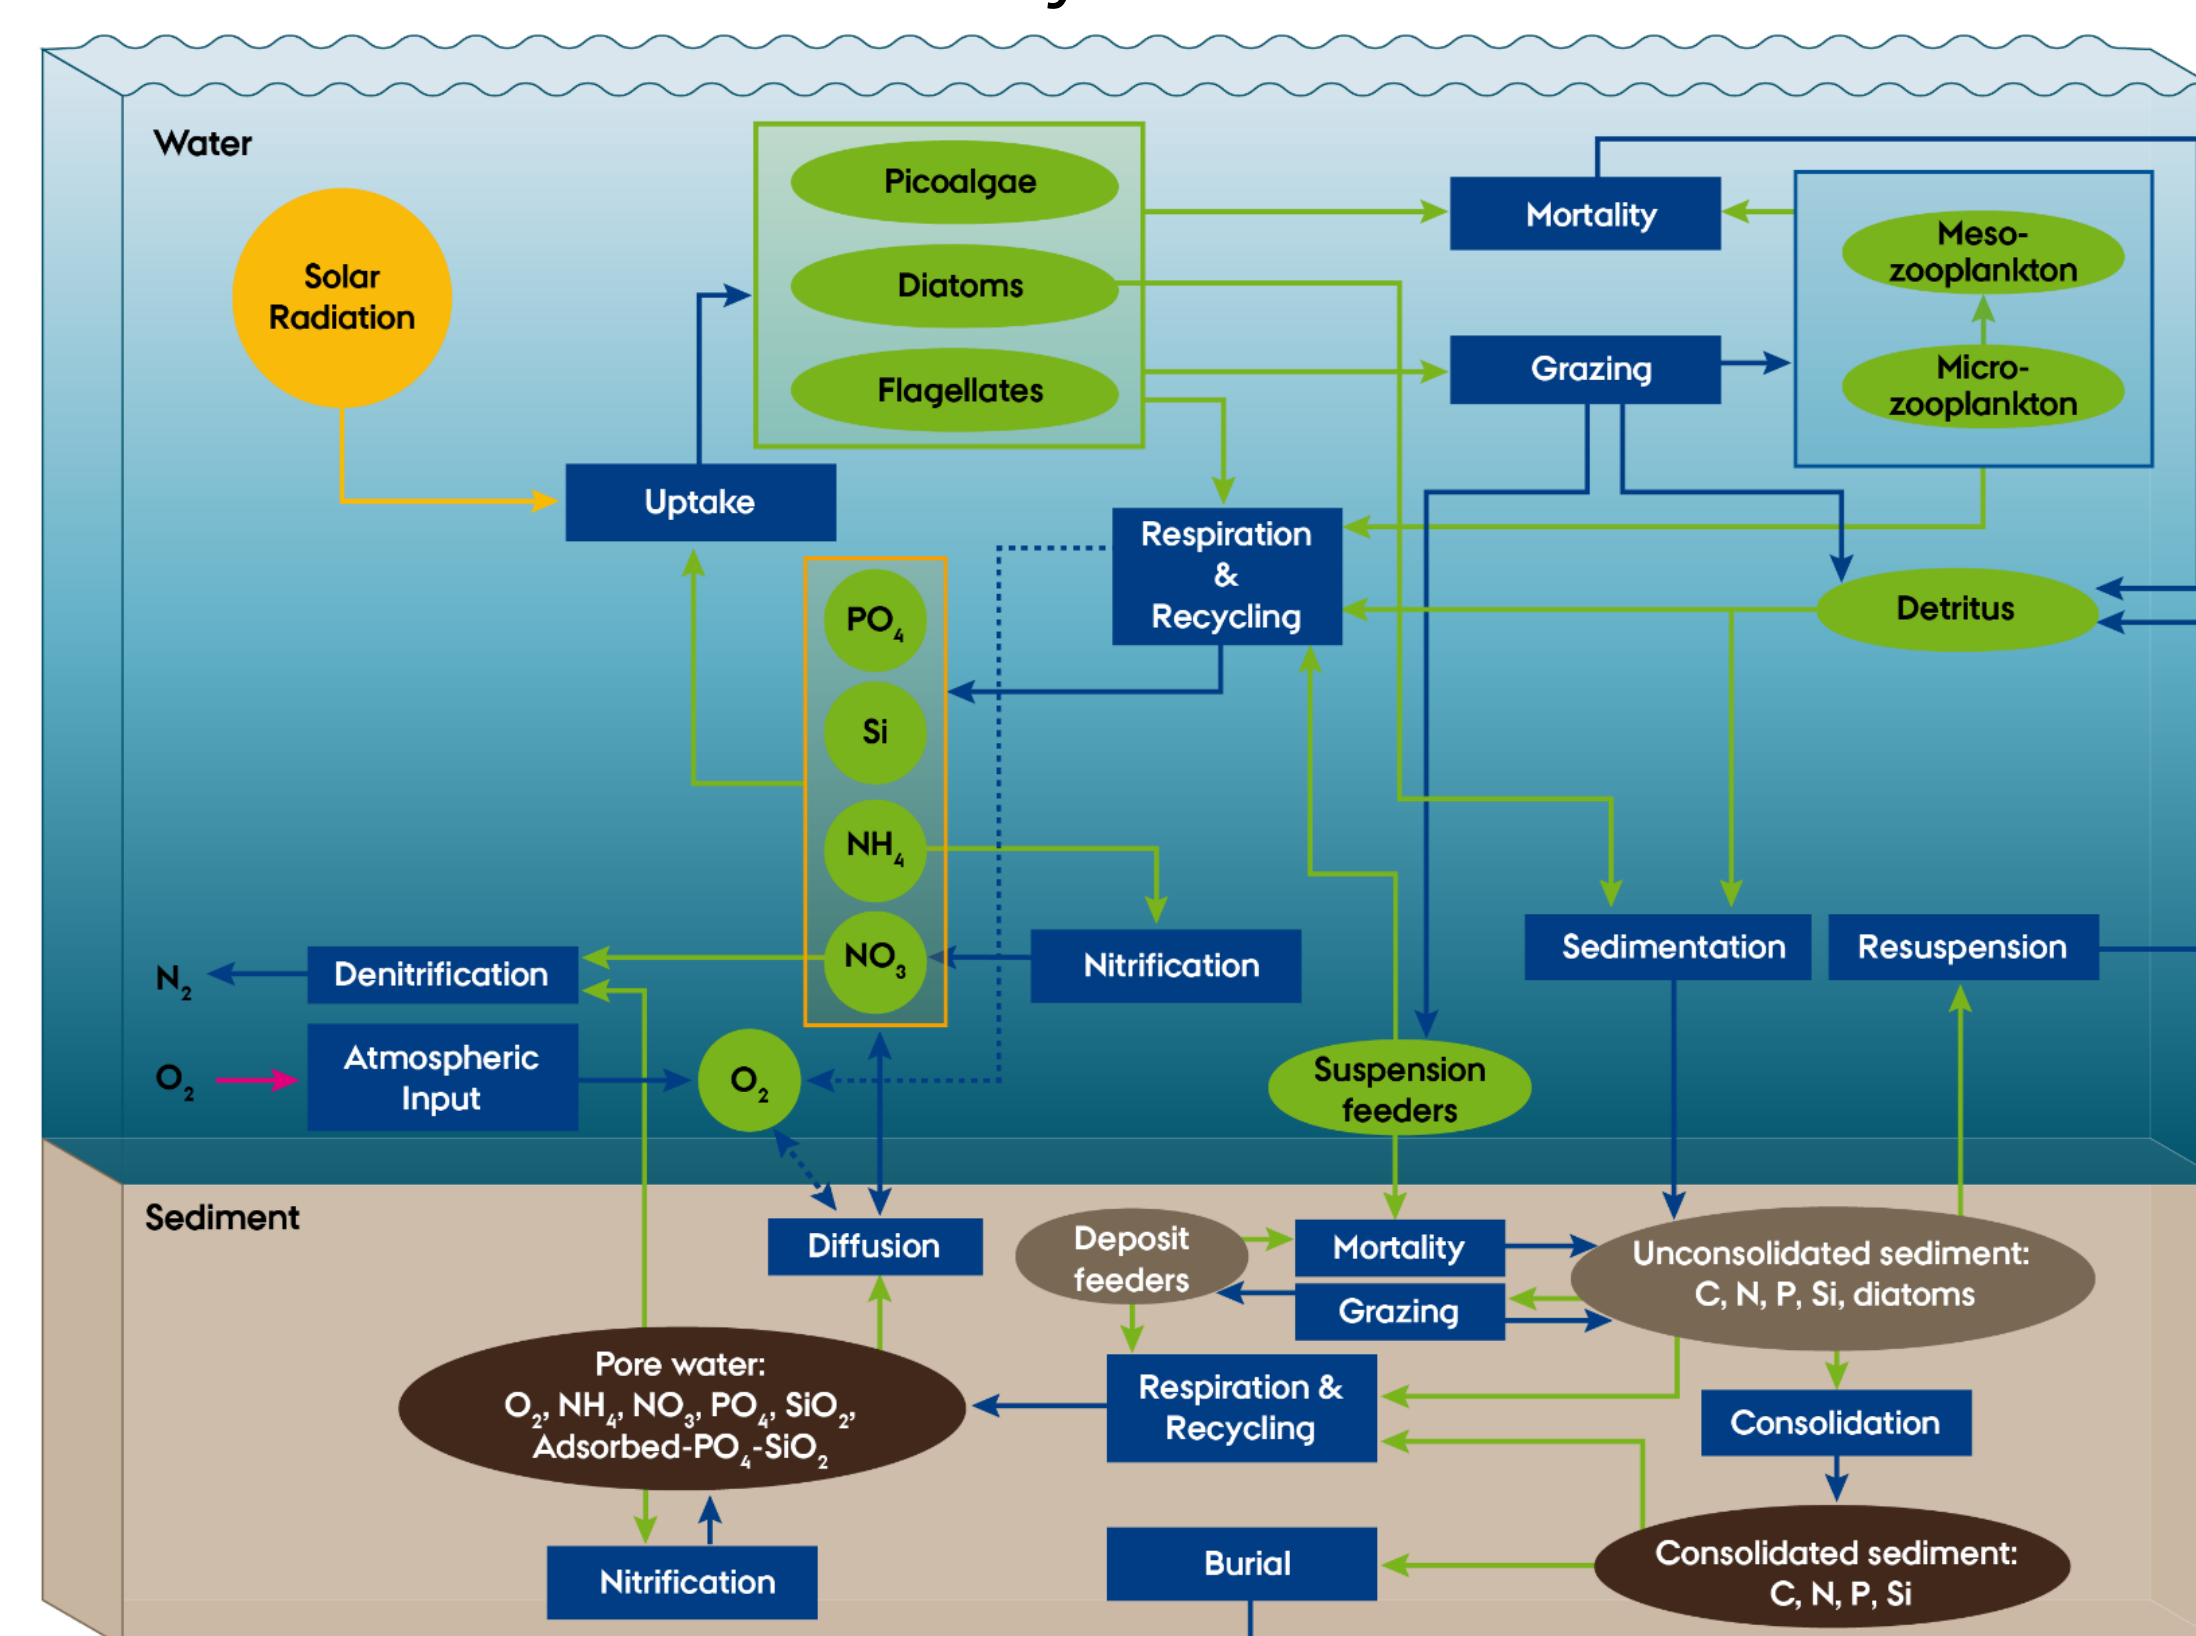 Water
Picoalgae
Diatoms
Flagellates
Mortality
Grazing
Meso-
zooplankton
Micro-
zooplankton
Solar
Radiation
Uptake
Respiration
&
Recycling
Detritus
PO₄
Si
NH₄
NO₃
Nitrification
Sedimentation
Resuspension
N₂
Denitrification
O₂
Atmospheric
Input
O₂
Suspension
feeders
Sediment
Diffusion
Deposit
feeders
Mortality
Grazing
Unconsolidated sediment:
C, N, P, Si, diatoms
Pore water:
O₂, NH₄, NO₃, PO₄, SiO₂,
Adsorbed-PO₄-SiO₂
Respiration &
Recycling
Consolidation
Nitrification
Burial
Consolidated sediment:
C, N, P, Si